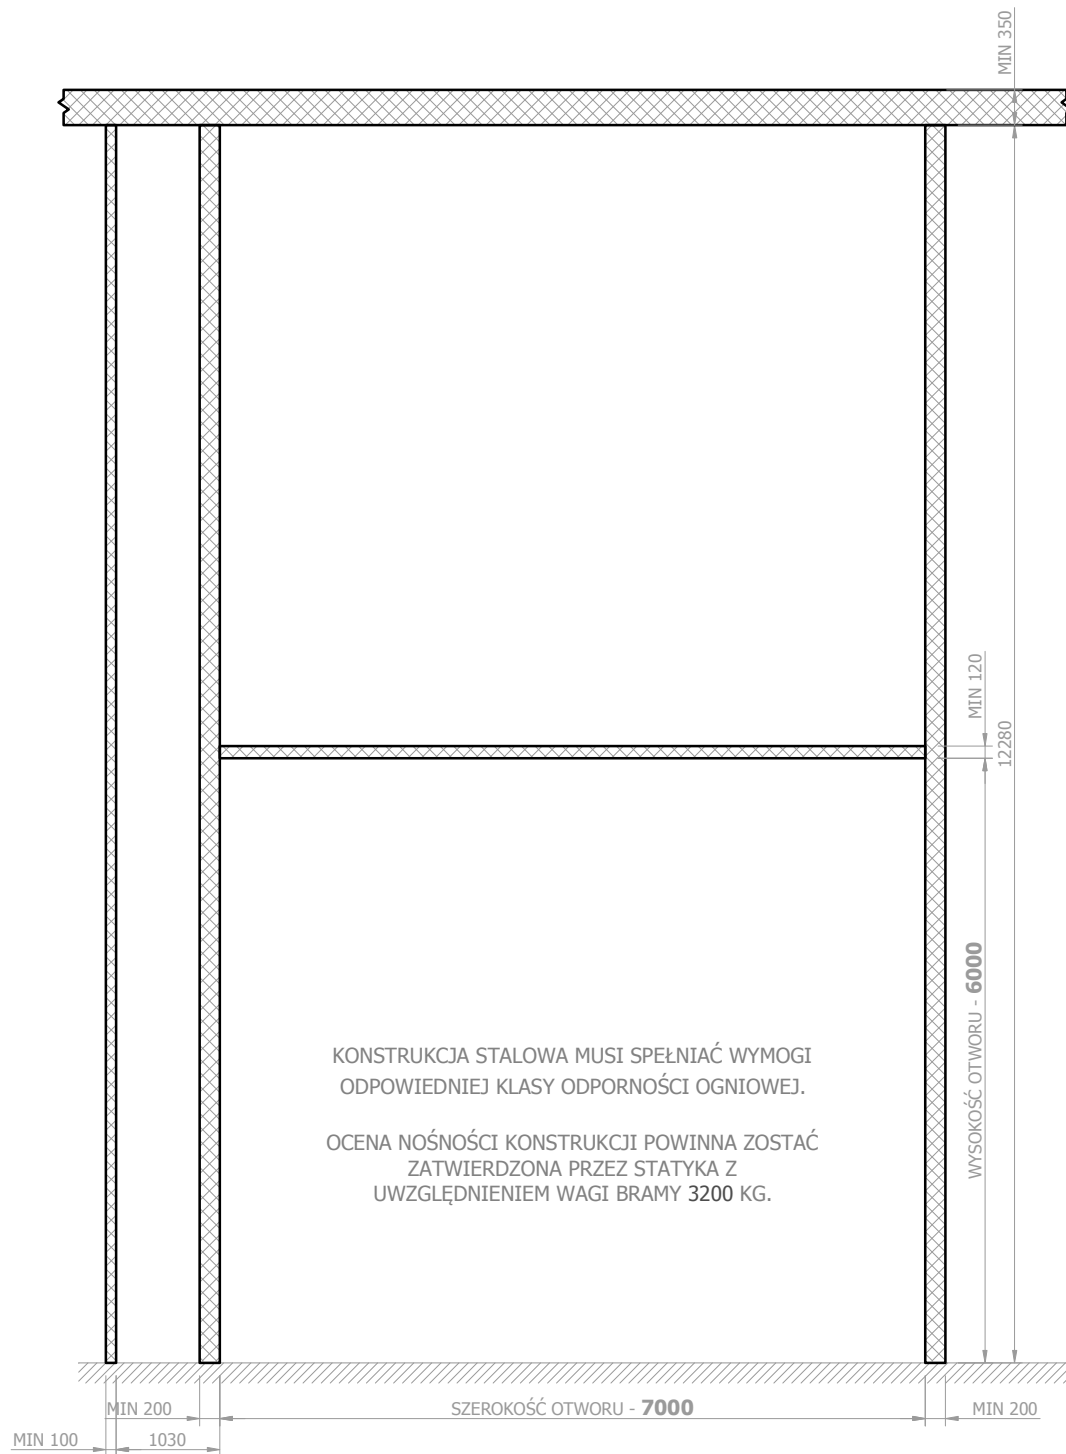 MIN 350
MIN 120
12280
WYSOKOŚĆ OTWORU - 6000
KONSTRUKCJA STALOWA MUSI SPEŁNIAĆ WYMOGI
ODPOWIEDNIEJ KLASY ODPORNOŚCI OGNIOWEJ.
OCENA NOŚNOŚCI KONSTRUKCJI POWINNA ZOSTAĆ
ZATWIERDZONA PRZEZ STATYKA Z
UWZGLĘDNIENIEM WAGI BRAMY 3200 KG.
MIN 200
SZEROKOŚĆ OTWORU - 7000
MIN 200
MIN 100
1030